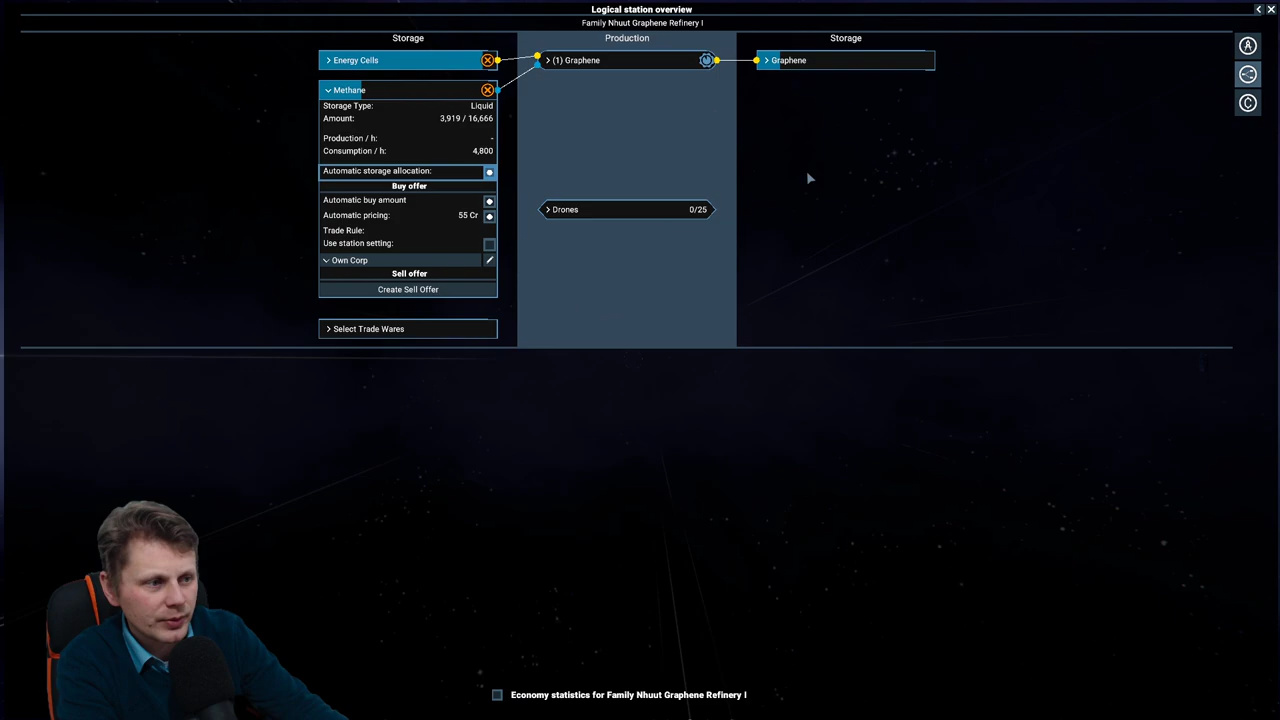 Logical station overview
Family Nhuut Graphene Refinery I
Storage
Production
Storage
Energy Cells
(1) Graphene
Graphene
Methane
Storage Type: Liquid
Amount: 3,919 / 16,666
Production / h: -
Consumption / h: 4,800
Automatic storage allocation:
Buy offer
Automatic buy amount
Automatic pricing: 55 Cr
Trade Rule:
Use station setting:
Own Corp
Sell offer
Create Sell Offer
Select Trade Wares
Drones 0/25
Economy statistics for Family Nhuut Graphene Refinery I